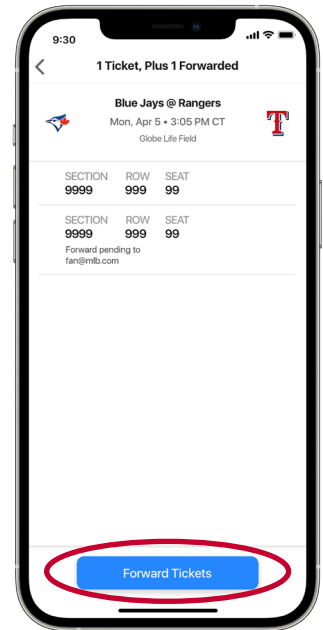 9:30
1 Ticket, Plus 1 Forwarded
Blue Jays @ Rangers
Mon, Apr 5 • 3:05 PM CT
Globe Life Field
T
SECTION ROW SEAT
9999 999 99
SECTION ROW SEAT
9999 999 99
Forward pending to
fan@mlb.com
Forward Tickets